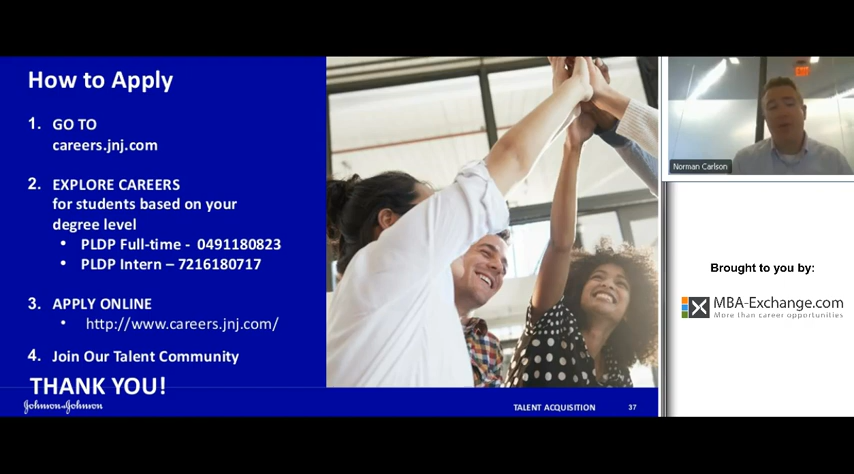 How to Apply
1. GO TO
careers.jnj.com
2. EXPLORE CAREERS
for students based on your
degree level
• PLDP Full-time - 0491180823
• PLDP Intern – 7216180717
3. APPLY ONLINE
• http://www.careers.jnj.com/
4. Join Our Talent Community
THANK YOU!
Johnson&Johnson
TALENT ACQUISITION
37
Norman Carlson
Brought to you by:
MBA-Exchange.com
More than career opportunities